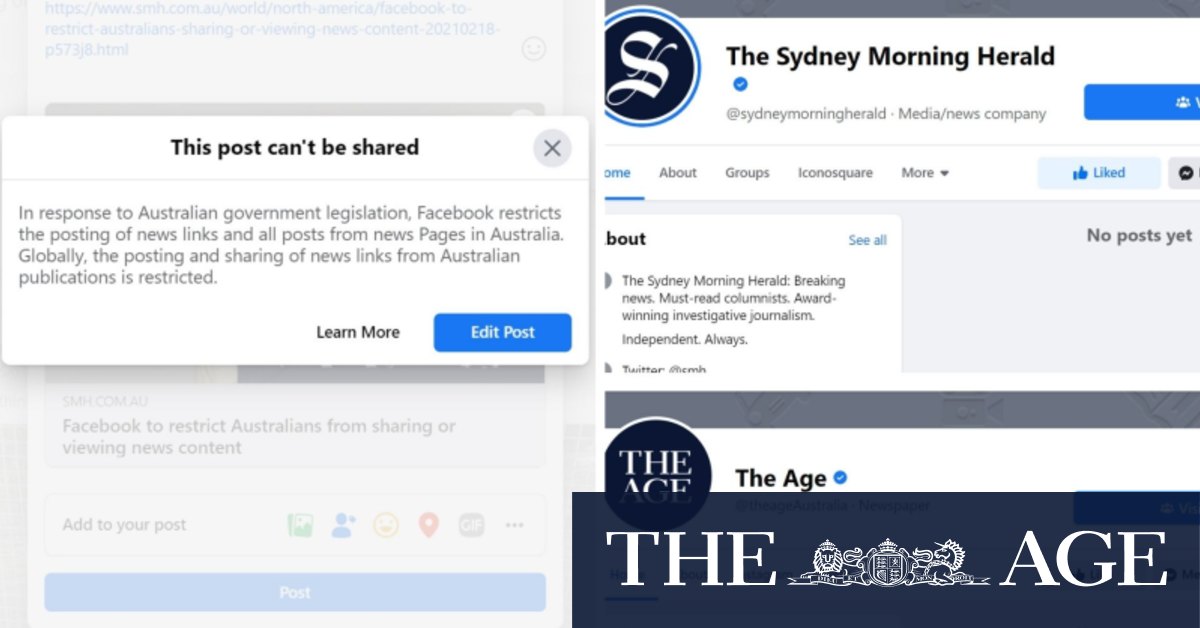 https://www.smh.com.au/world/north-america/facebook-to-
restrict-australians-sharing-or-viewing-news-content-20210218-
p573j8.html
This post can't be shared
In response to Australian government legislation, Facebook restricts
the posting of news links and all posts from news Pages in Australia.
Globally, the posting and sharing of news links from Australian
publications is restricted.
Learn More
Edit Post
SMH.COM.AU
Facebook to restrict Australians from sharing or
viewing news content
Add to your post
GIF
Post
The Sydney Morning Herald
@sydneymorningherald · Media/news company
ome About Groups Iconosquare More
Liked
bout
See all
The Sydney Morning Herald: Breaking
news. Must-read columnists. Award-
winning investigative journalism.
Independent. Always.
Twitter: @smh
No posts yet
THE
AGE
The Age
@theageAustralia · Newspaper
THE AGE